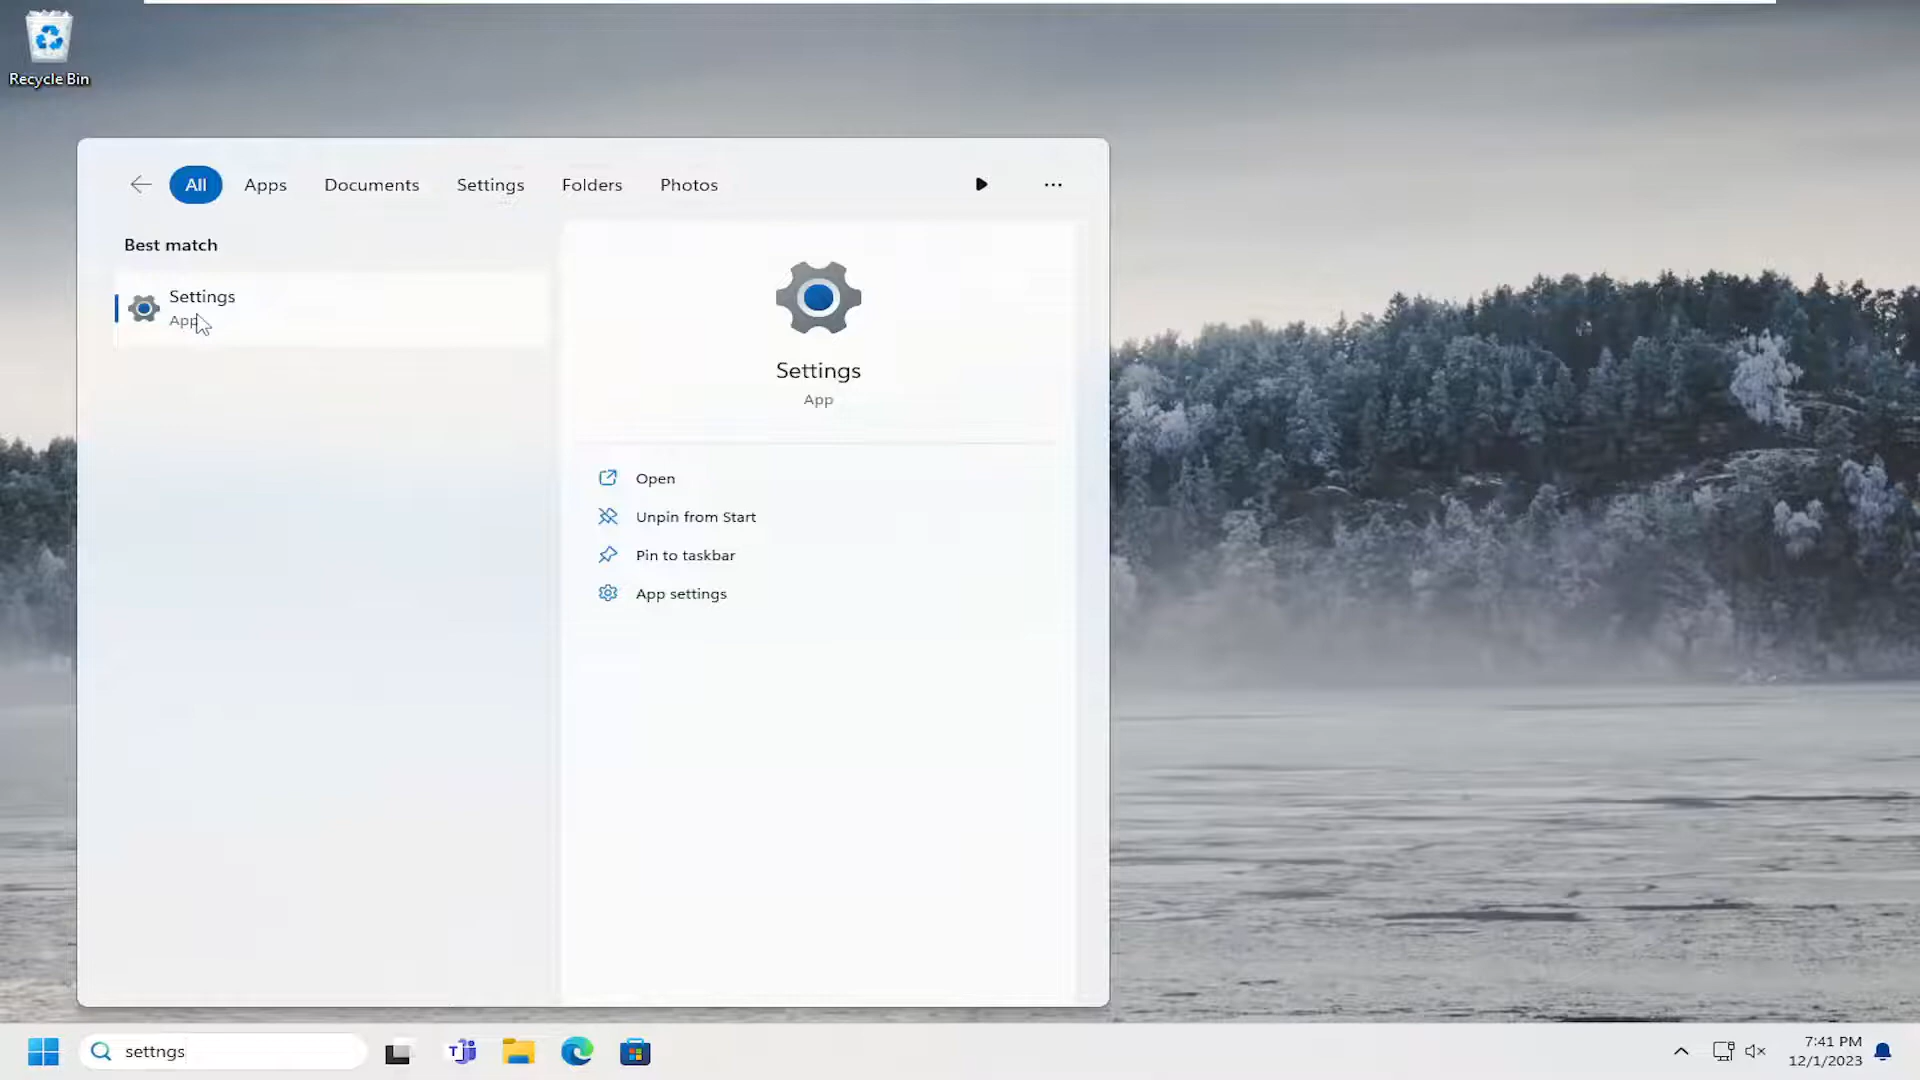 Recycle Bin
All Apps Documents Settings Folders Photos
Best match
Settings
App
Settings
App
Open
Unpin from Start
Pin to taskbar
App settings
settngs
7:41 PM
12/1/2023